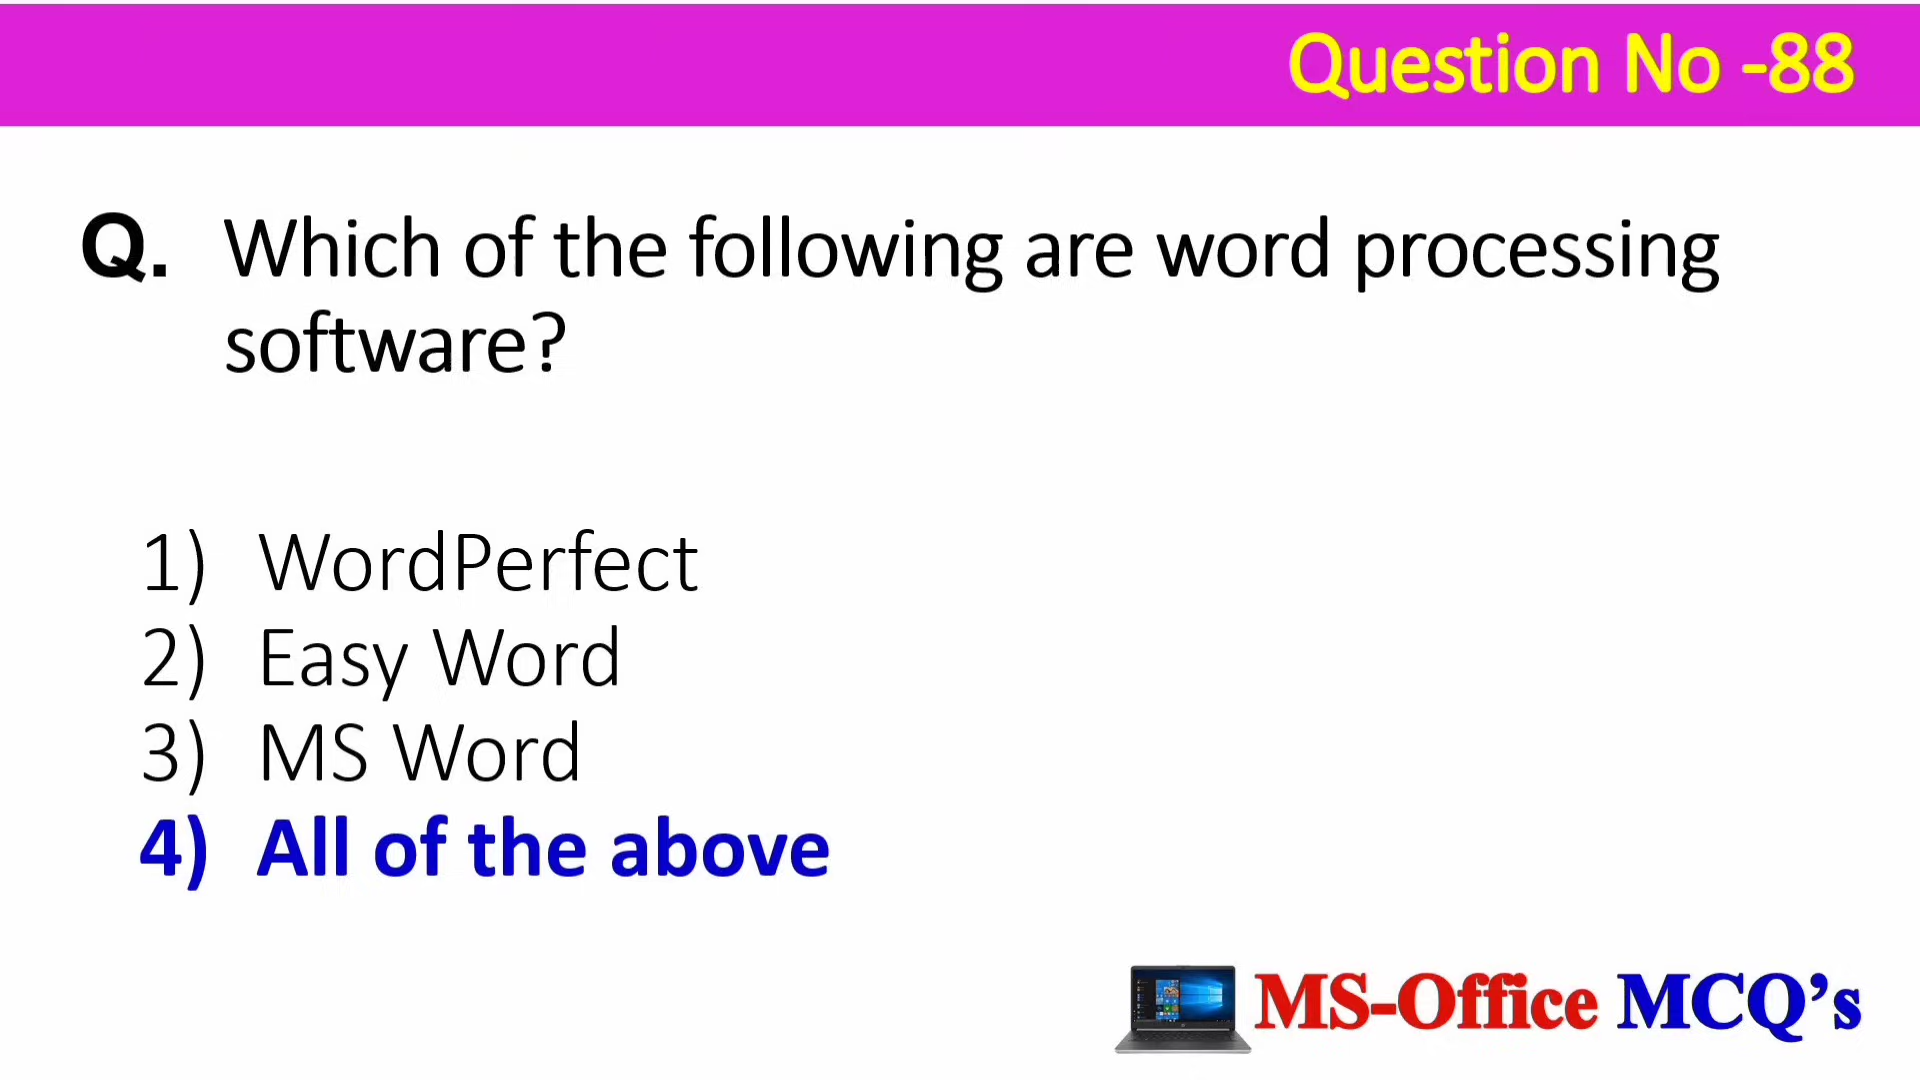 Question No -88
Q. Which of the following are word processing
software?
1) WordPerfect
2) Easy Word
3) MS Word
4) All of the above
MS-Office MCQ's